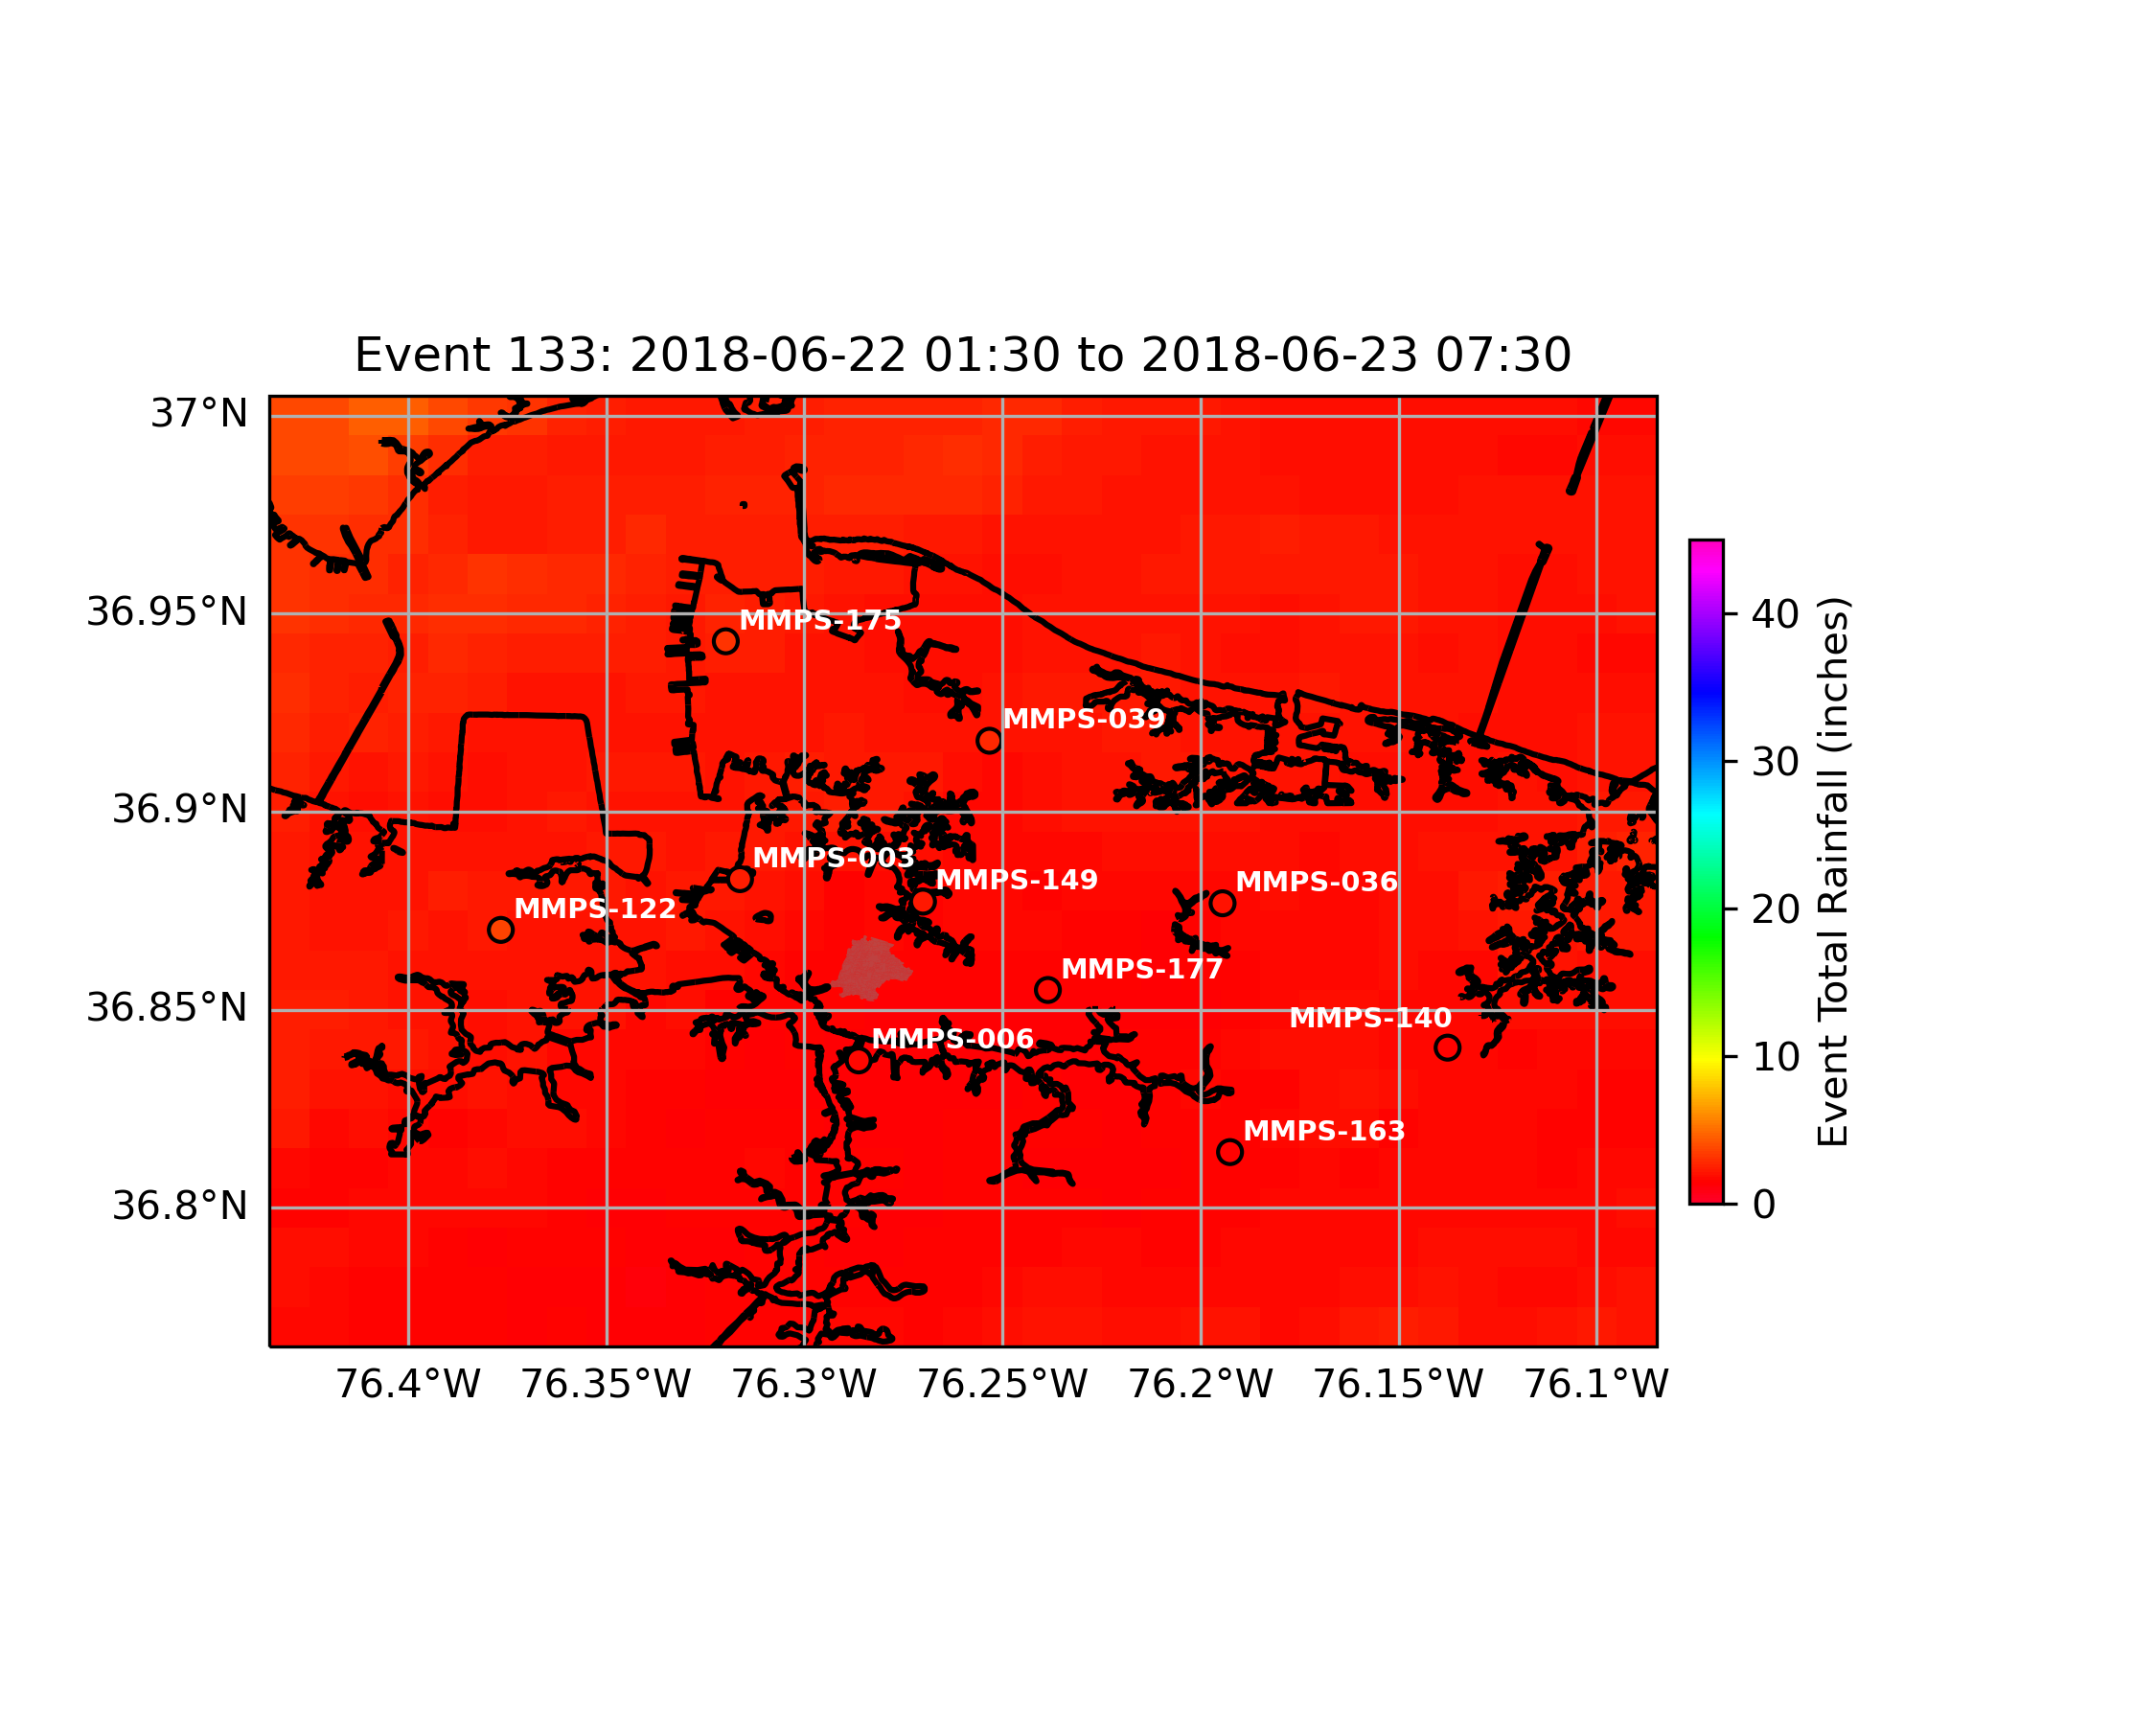 Event 133: 2018-06-22 01:30 to 2018-06-23 07:30
37°N
36.95°N
36.9°N
36.85°N
36.8°N
MMPS-175
MMPS-039
MMPS-003
MMPS-149
MMPS-036
MMPS-122
MMPS-177
MMPS-140
MMPS-006
MMPS-163
76.4°W
76.35°W
76.3°W
76.25°W
76.2°W
76.15°W
76.1°W
40
30
20
10
0
Event Total Rainfall (inches)